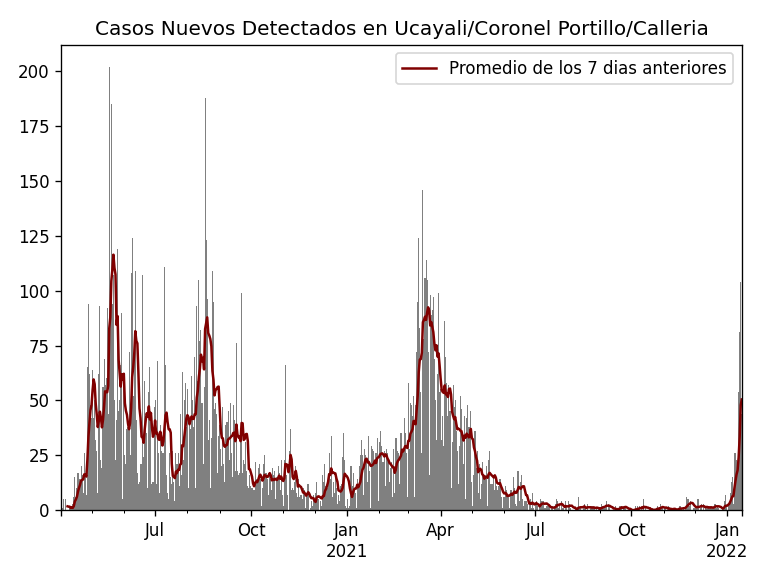 Casos Nuevos Detectados en Ucayali/Coronel Portillo/Calleria
Promedio de los 7 dias anteriores
200
175
150
125
100
75
50
25
0
Jul
Oct
Jan
2021
Apr
Jul
Oct
Jan
2022